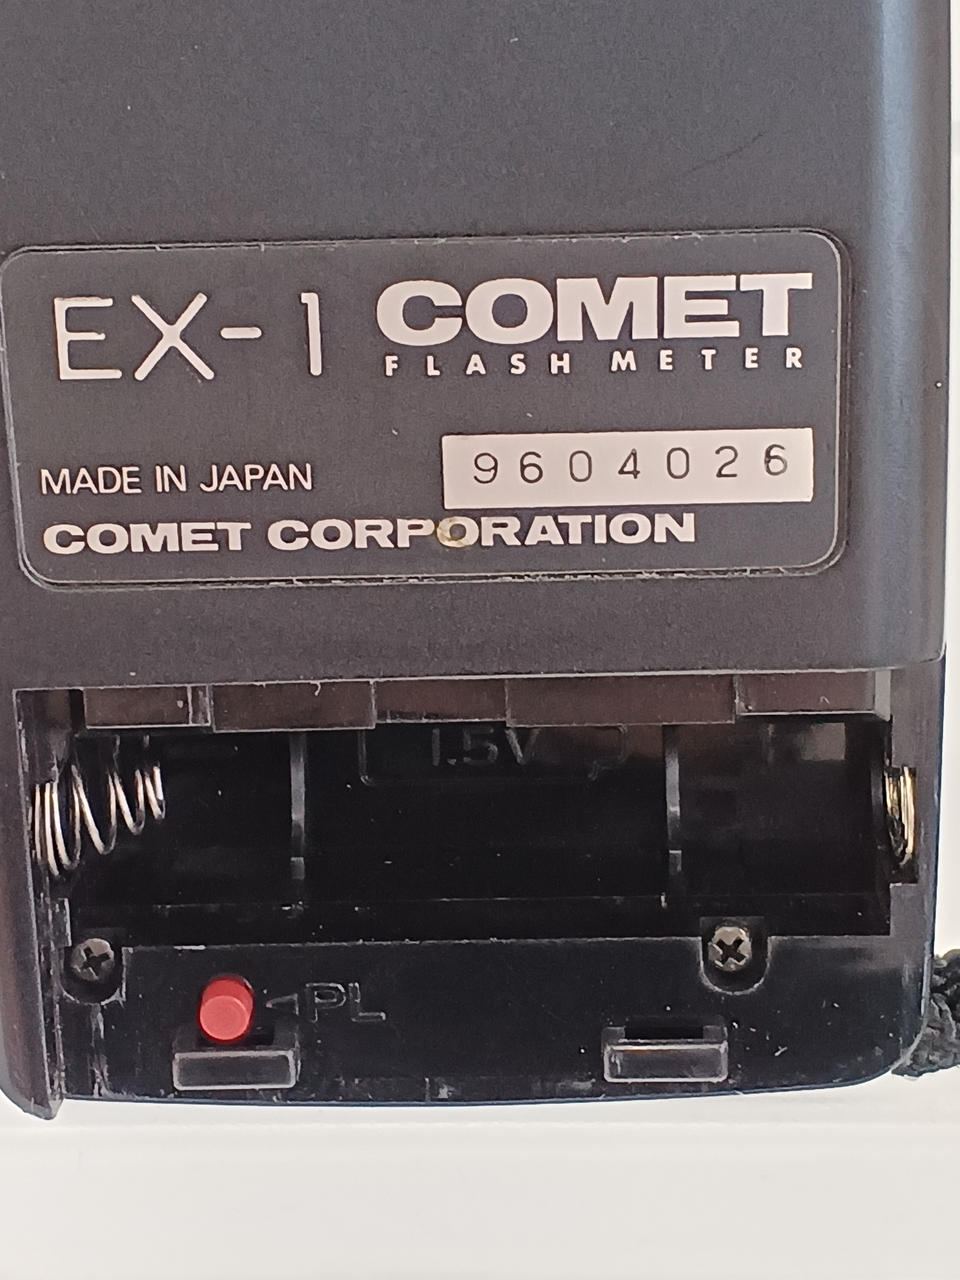 EX-1 COMET
FLASH METER
MADE IN JAPAN 9604026
COMET CORPORATION
1.5V
PL